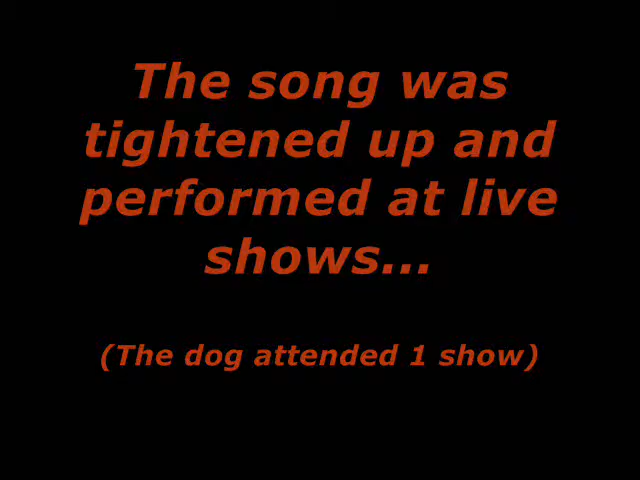 The song was
tightened up and
performed at live
shows...
(The dog attended 1 show)